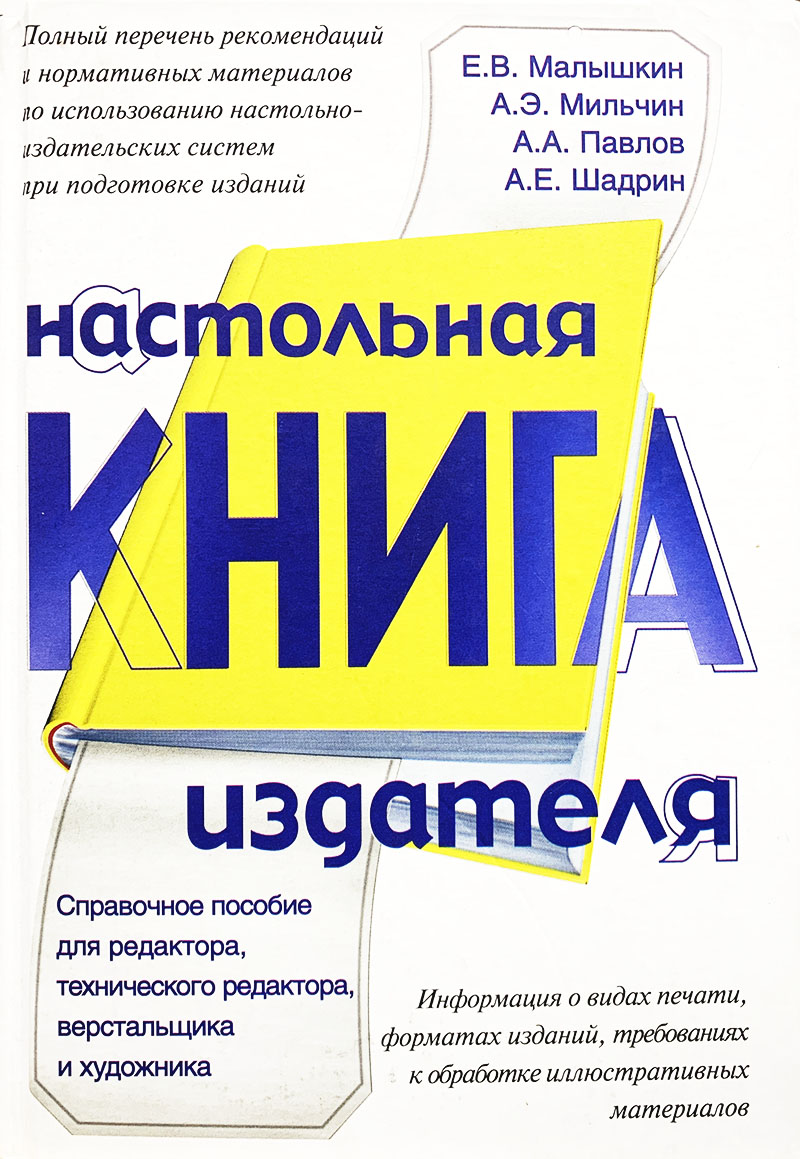 Полный перечень рекомендаций
и нормативных материалов
по использованию настольно-
издательских систем
при подготовке изданий
Е.В. Малышкин
А.Э. Мильчин
А.А. Павлов
А.Е. Шадрин
настольная
КНИГА
издателя
Справочное пособие
для редактора,
технического редактора,
верстальщика
и художника
Информация о видах печати,
форматах изданий, требованиях
к обработке иллюстративных
материалов